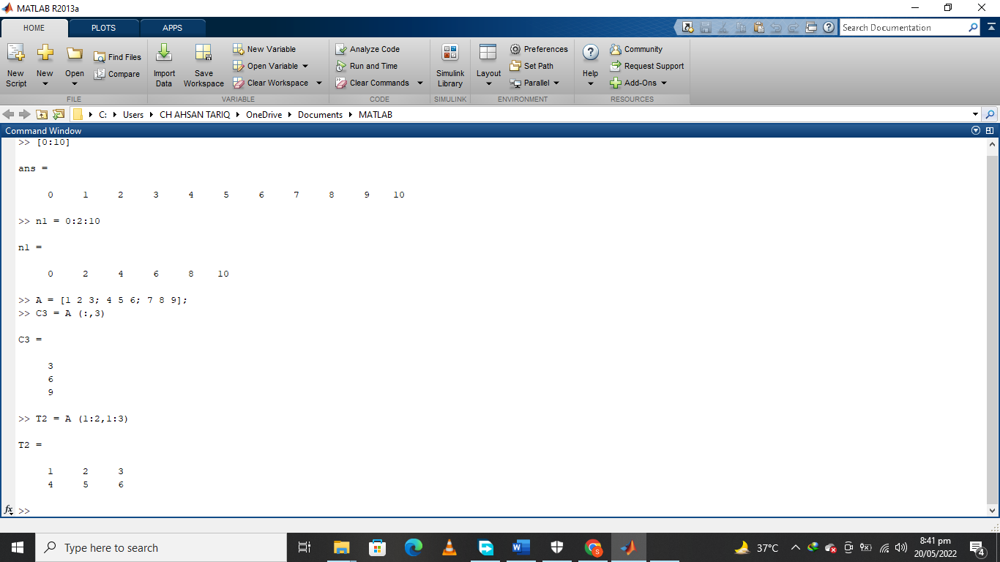 MATLAB R2013a
HOME PLOTS APPS
Search Documentation
New Script
New
Open
Find Files
Compare
Import Data
Save Workspace
New Variable
Open Variable
Clear Workspace
Analyze Code
Run and Time
Clear Commands
Simulink Library
Layout
Preferences
Set Path
Parallel
Help
Community
Request Support
Add-Ons
FILE VARIABLE CODE SIMULINK ENVIRONMENT RESOURCES
C: Users CH AHSAN TARIQ OneDrive Documents MATLAB
Command Window
>> [0:10]
ans =
0 1 2 3 4 5 6 7 8 9 10
>> n1 = 0:2:10
n1 =
0 2 4 6 8 10
>> A = [1 2 3; 4 5 6; 7 8 9];
>> C3 = A (:,3)
C3 =
3
6
9
>> T2 = A (1:2,1:3)
T2 =
1 2 3
4 5 6
fx >>
Type here to search
37°C
8:41 pm
20/05/2022
4